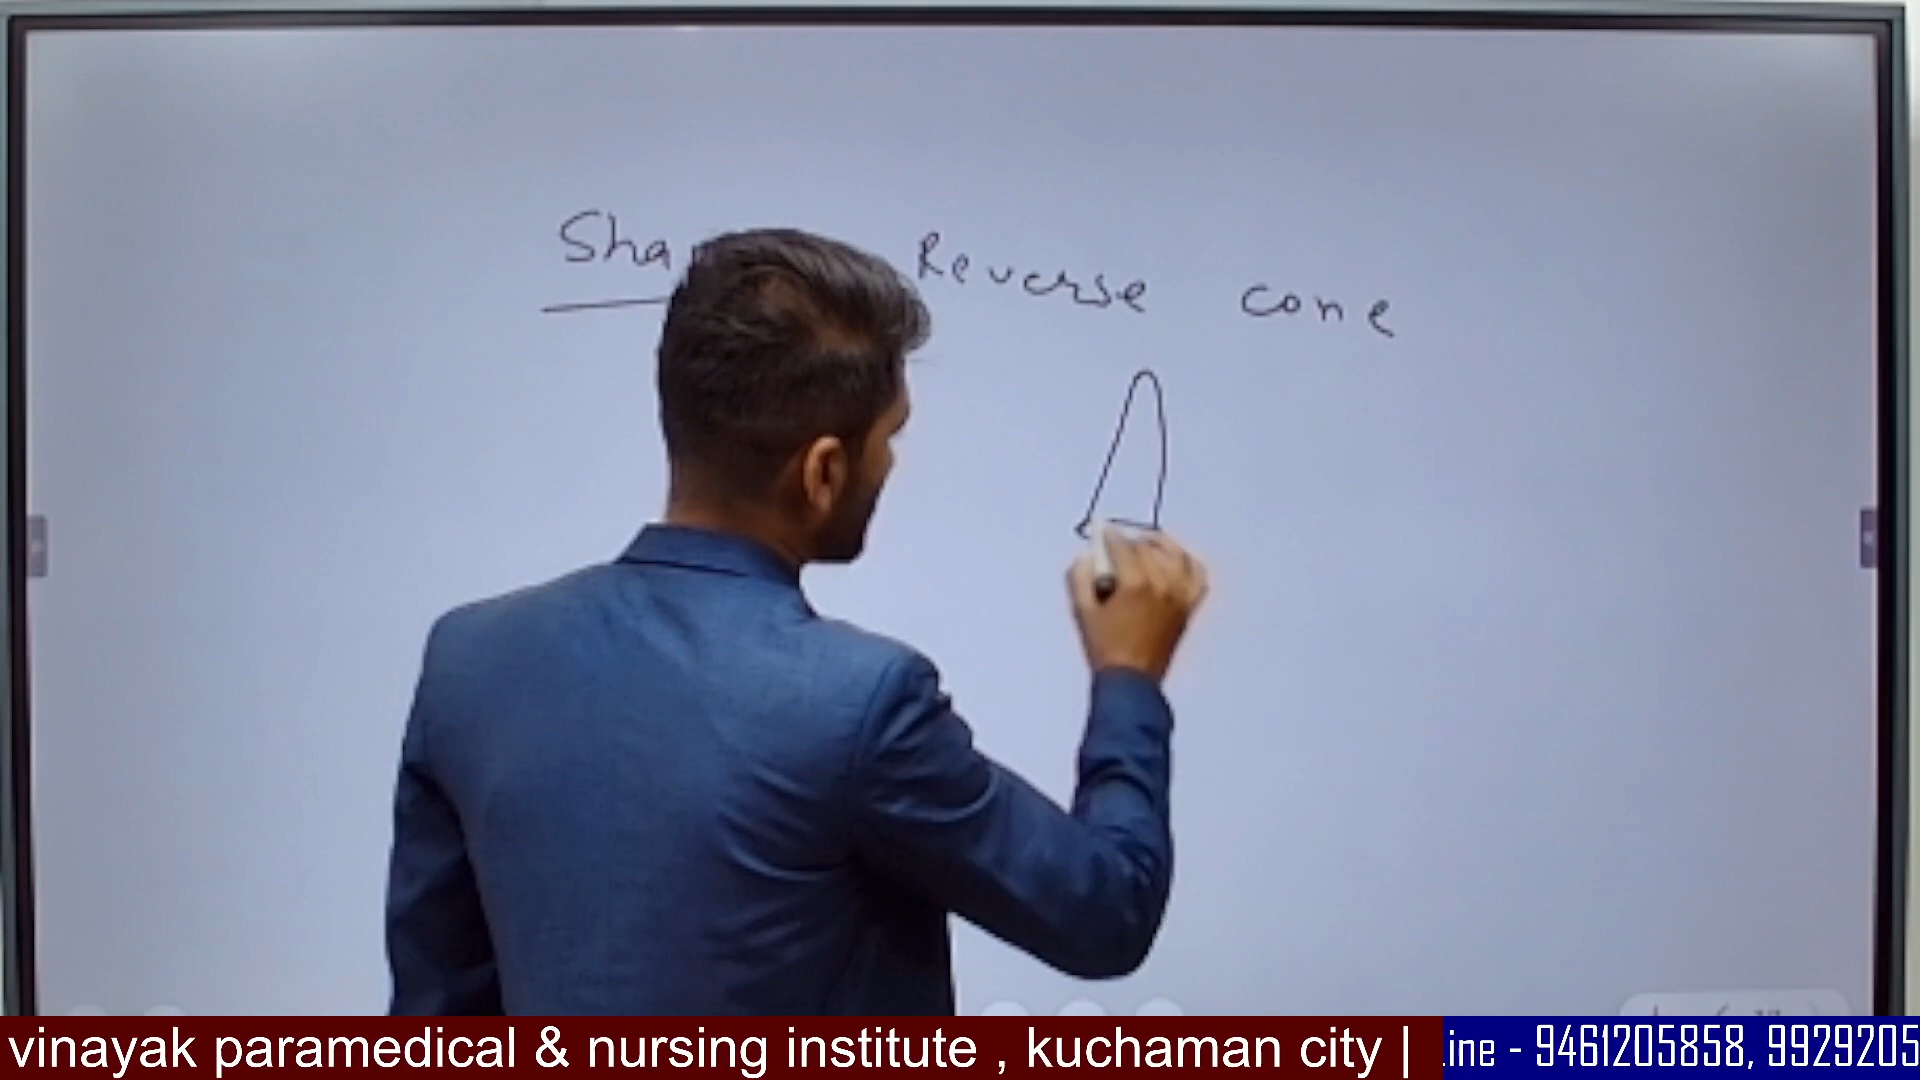 Sha Reverse cone
vinayak paramedical & nursing institute , kuchaman city | ine - 9461205858, 9929205